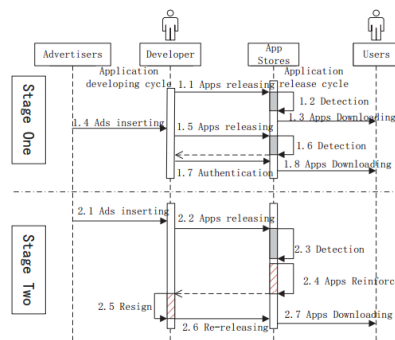 Advertisers
Developer
App
Stores
Users
Application
developing cycle
Application
release cycle
Stage One
1.1 Apps releasing
1.2 Detection
1.3 Apps Downloading
1.4 Ads inserting
1.5 Apps releasing
1.6 Detection
1.7 Authentication
1.8 Apps Downloading
Stage Two
2.1 Ads inserting
2.2 Apps releasing
2.3 Detection
2.4 Apps Reinforc
2.5 Resign
2.6 Re-releasing
2.7 Apps Downloading